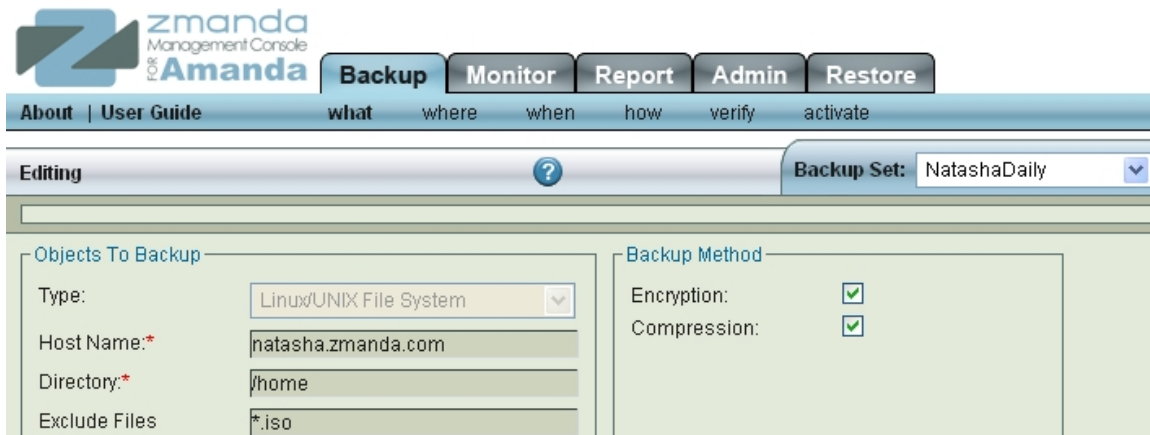 zmanda
Management Console
FOR Amanda
Backup Monitor Report Admin Restore
About | User Guide what where when how verify activate
Editing ? Backup Set: NatashaDaily
Objects To Backup
Type: Linux/UNIX File System
Host Name:* natasha.zmanda.com
Directory:* /home
Exclude Files *.iso
Backup Method
Encryption:
Compression: